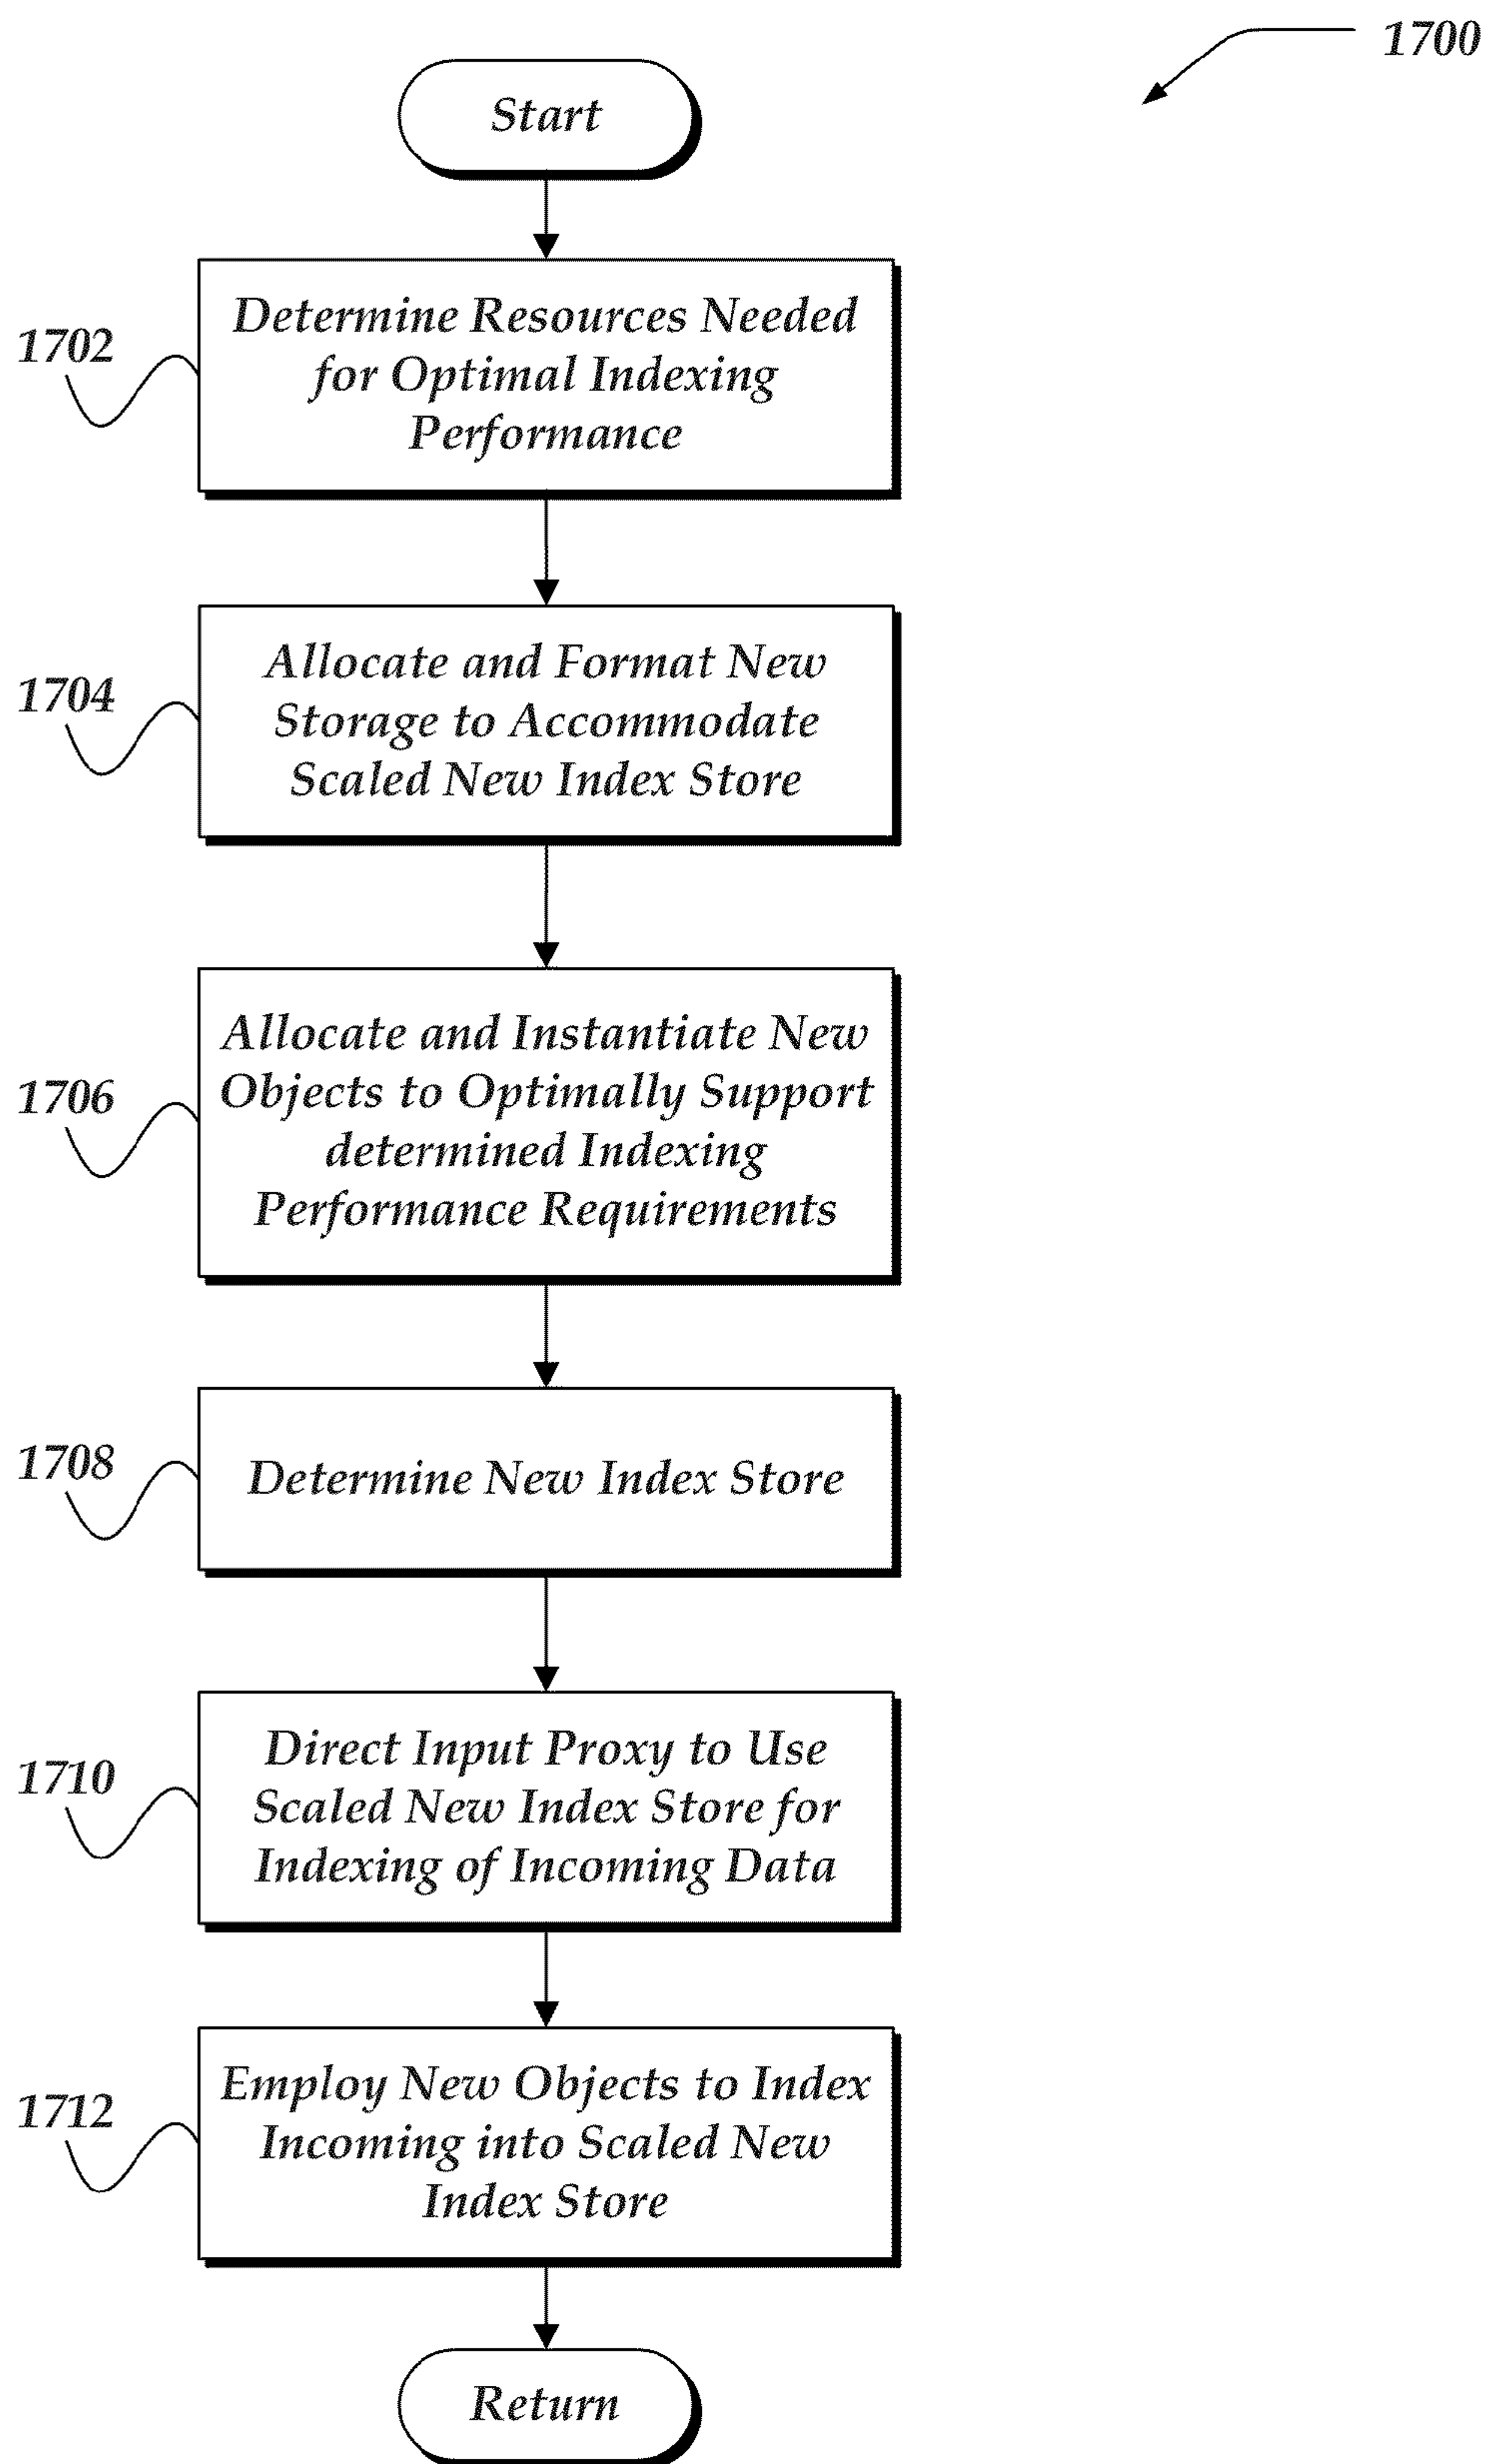 1700
Start
1702
Determine Resources Needed
for Optimal Indexing
Performance
1704
Allocate and Format New
Storage to Accommodate
Scaled New Index Store
1706
Allocate and Instantiate New
Objects to Optimally Support
determined Indexing
Performance Requirements
1708
Determine New Index Store
1710
Direct Input Proxy to Use
Scaled New Index Store for
Indexing of Incoming Data
1712
Employ New Objects to Index
Incoming into Scaled New
Index Store
Return